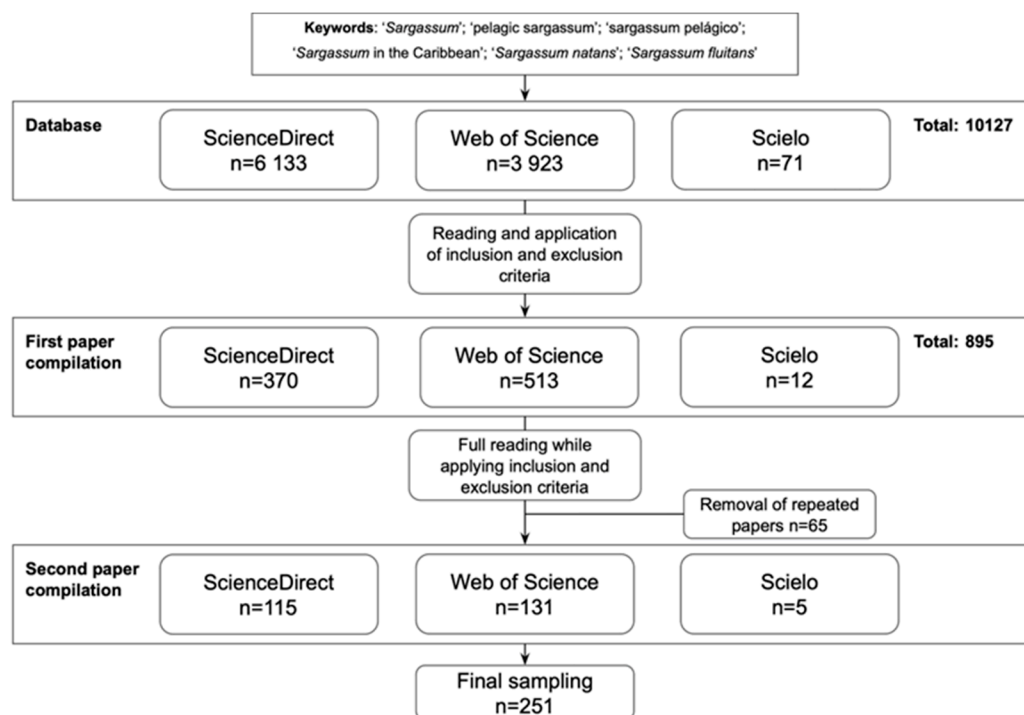 Keywords: ‘Sargassum’; ‘pelagic sargassum’; ‘sargassum pelágico’;
‘Sargassum in the Caribbean’; ‘Sargassum natans’; ‘Sargassum fluitans’
Database
ScienceDirect
n=6 133
Web of Science
n=3 923
Scielo
n=71
Total: 10127
Reading and application
of inclusion and exclusion
criteria
First paper
compilation
ScienceDirect
n=370
Web of Science
n=513
Scielo
n=12
Total: 895
Full reading while
applying inclusion and
exclusion criteria
Removal of repeated
papers n=65
Second paper
compilation
ScienceDirect
n=115
Web of Science
n=131
Scielo
n=5
Final sampling
n=251